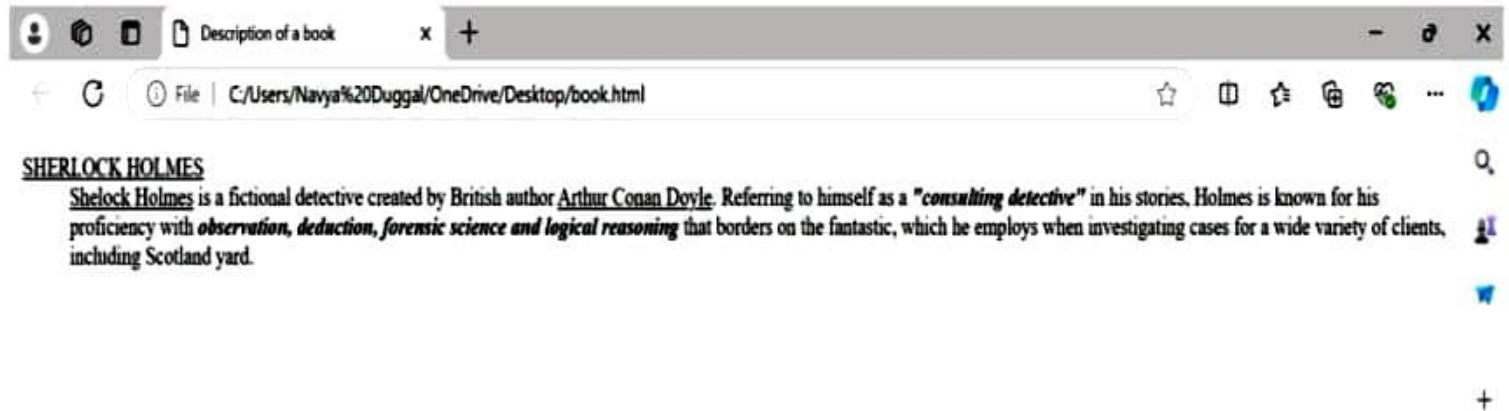 Description of a book
File | C:/Users/Navya%20Duggal/OneDrive/Desktop/book.html
SHERLOCK HOLMES
Shelock Holmes is a fictional detective created by British author Arthur Conan Doyle. Referring to himself as a "consulting detective" in his stories, Holmes is known for his
proficiency with observation, deduction, forensic science and logical reasoning that borders on the fantastic, which he employs when investigating cases for a wide variety of clients,
including Scotland yard.